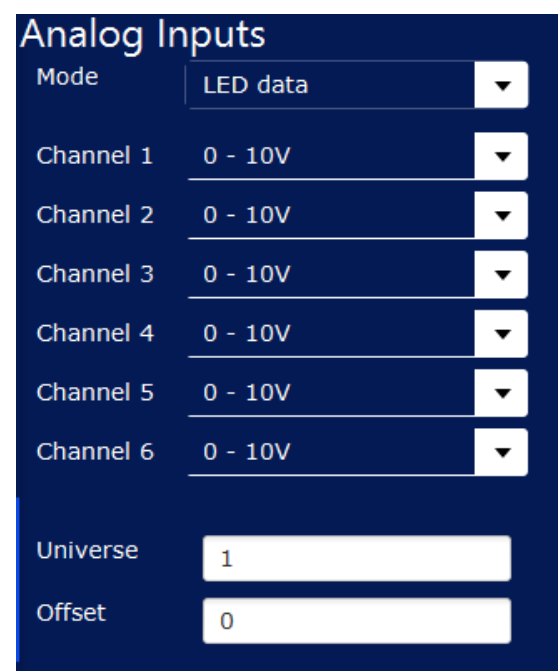 Analog Inputs
Mode LED data
Channel 1 0 - 10V
Channel 2 0 - 10V
Channel 3 0 - 10V
Channel 4 0 - 10V
Channel 5 0 - 10V
Channel 6 0 - 10V
Universe 1
Offset 0